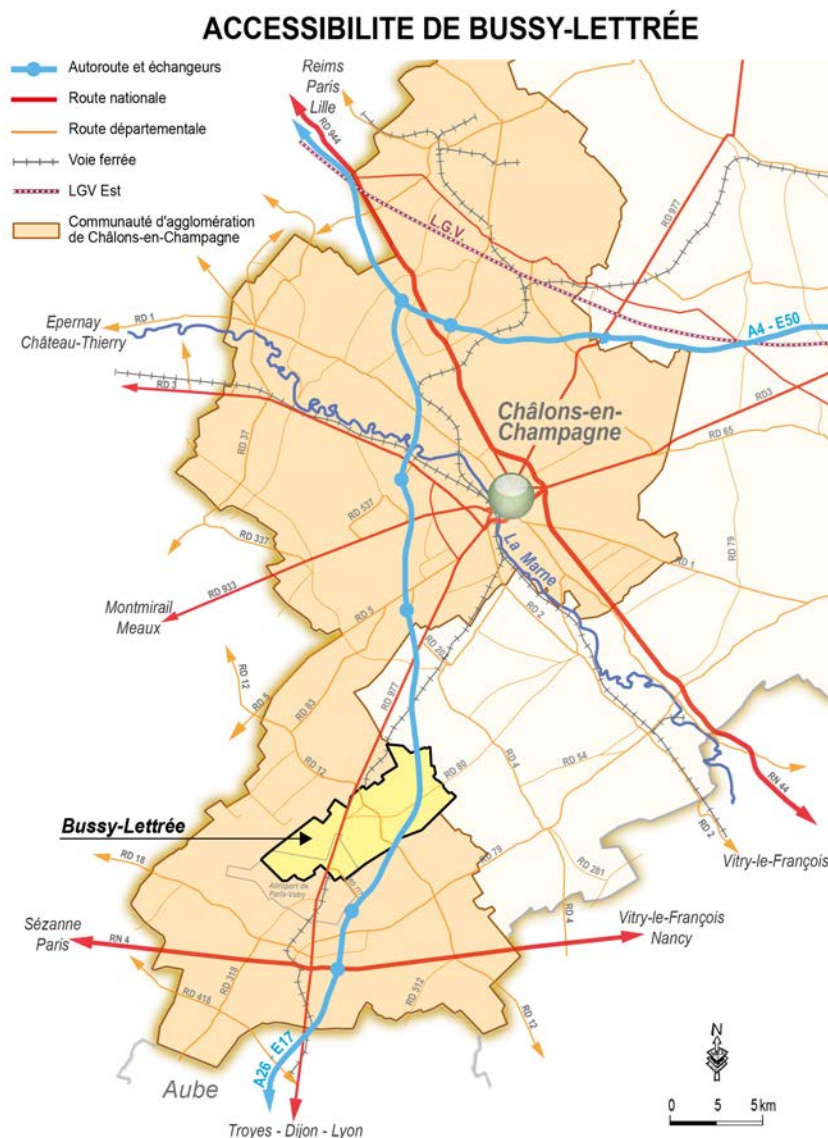 ACCESSIBILITE DE BUSSY-LETTRÉE
Autoroute et échangeurs
Route nationale
Route départementale
Voie ferrée
LGV Est
Communauté d'agglomération
de Châlons-en-Champagne
Reims
Paris
Lille
RD 944
RD 977
L.G.V
A4 - E50
Epernay
Château-Thierry
RD 1
RD 3
RD 37
Châlons-en-
Champagne
RD3
RD 65
RD 537
RD 337
RD 79
RD 933
La Marne
RD 1
Montmirail
Meaux
RD 5
RD 2
RD 12
RD 5
RD 83
RD 977
RD 12
RD 80
RD 4
RD 54
RN 44
RD 2
Vitry-le-François
Bussy-Lettrée
RD 18
Aéroport de
Paris-Vatry
RD 79
RD 281
RD 4
Sézanne
Paris
RN 4
Vitry-le-François
Nancy
RD 418
RD 318
RD 512
RD 12
A26 - E17
Aube
Troyes - Dijon - Lyon
N
0 5 5 km